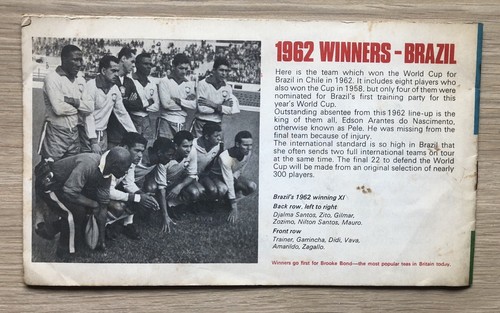 1962 WINNERS - BRAZIL
Here is the team which won the World Cup for
Brazil in Chile in 1962. It includes eight players who
also won the Cup in 1958, but only four of them were
nominated for Brazil's first training party for this
year's World Cup.
Outstanding absentee from this 1962 line-up is the
king of them all, Edson Arantes do Nascimento,
otherwise known as Pele. He was missing from the
final team because of injury.
The international standard is so high in Brazil that
she often sends two full international teams on tour
at the same time. The final 22 to defend the World
Cup will be made from an original selection of nearly
300 players.
Brazil's 1962 winning XI
Back row, left to right
Djalma Santos, Zito, Gilmar,
Zozimo, Nilton Santos, Mauro.
Front row
Trainer, Garrincha, Didi, Vava,
Amarildo, Zagallo.
Winners go first for Brooke Bond—the most popular teas in Britain today.